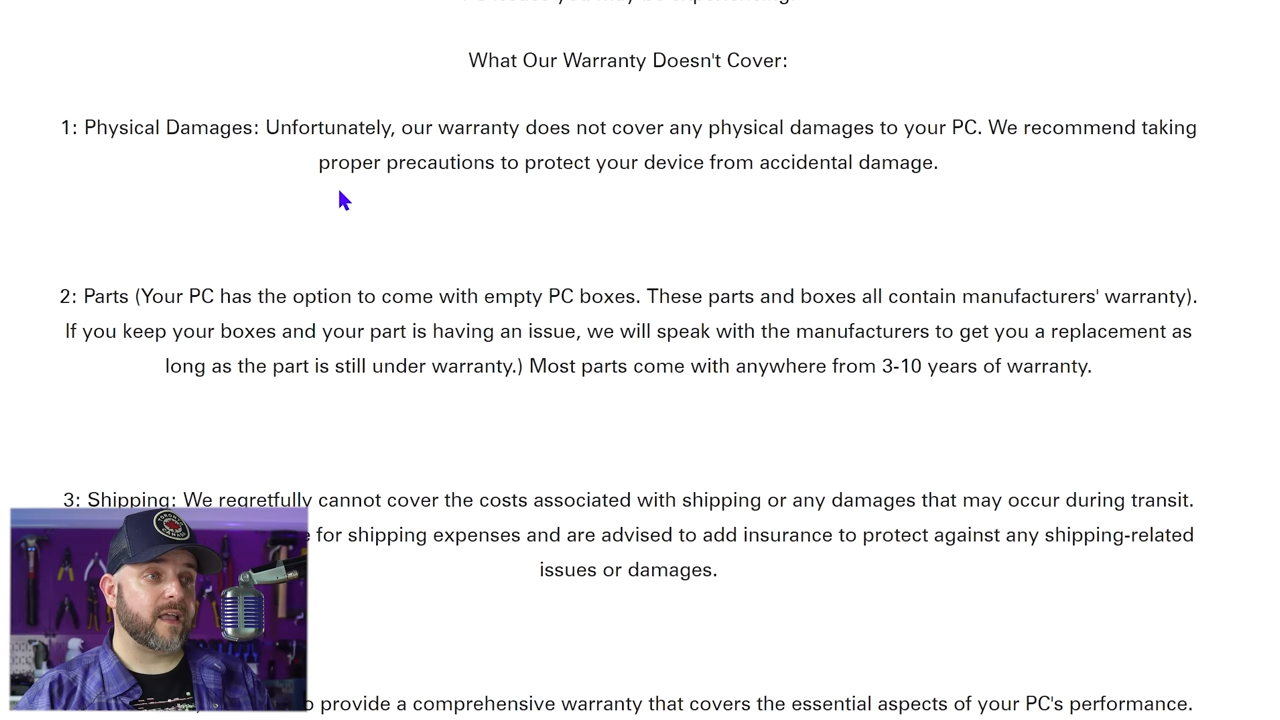 What Our Warranty Doesn't Cover:
1: Physical Damages: Unfortunately, our warranty does not cover any physical damages to your PC. We recommend taking
proper precautions to protect your device from accidental damage.
2: Parts (Your PC has the option to come with empty PC boxes. These parts and boxes all contain manufacturers' warranty).
If you keep your boxes and your part is having an issue, we will speak with the manufacturers to get you a replacement as
long as the part is still under warranty.) Most parts come with anywhere from 3-10 years of warranty.
3: Shipping: We regretfully cannot cover the costs associated with shipping or any damages that may occur during transit.
for shipping expenses and are advised to add insurance to protect against any shipping-related
issues or damages.
provide a comprehensive warranty that covers the essential aspects of your PC's performance.